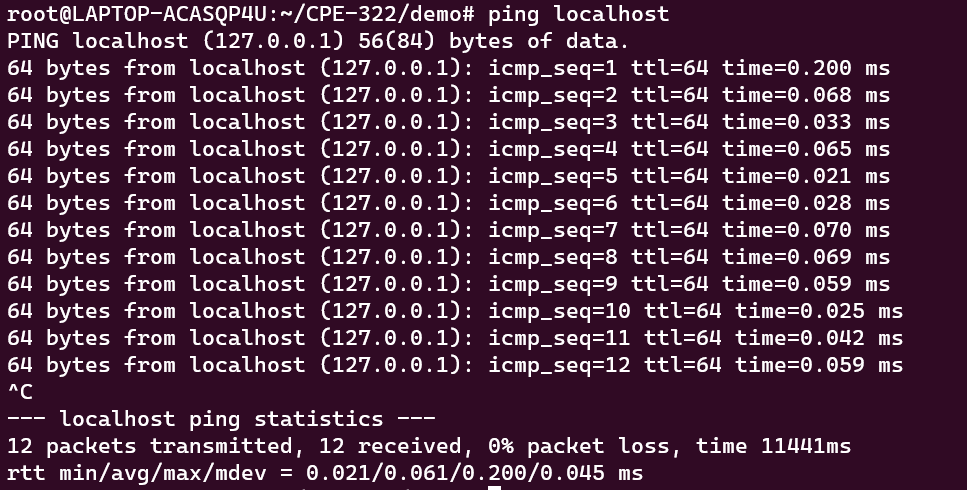 root@LAPTOP-ACASQP4U:~/CPE-322/demo# ping localhost
PING localhost (127.0.0.1) 56(84) bytes of data.
64 bytes from localhost (127.0.0.1): icmp_seq=1 ttl=64 time=0.200 ms
64 bytes from localhost (127.0.0.1): icmp_seq=2 ttl=64 time=0.068 ms
64 bytes from localhost (127.0.0.1): icmp_seq=3 ttl=64 time=0.033 ms
64 bytes from localhost (127.0.0.1): icmp_seq=4 ttl=64 time=0.065 ms
64 bytes from localhost (127.0.0.1): icmp_seq=5 ttl=64 time=0.021 ms
64 bytes from localhost (127.0.0.1): icmp_seq=6 ttl=64 time=0.028 ms
64 bytes from localhost (127.0.0.1): icmp_seq=7 ttl=64 time=0.070 ms
64 bytes from localhost (127.0.0.1): icmp_seq=8 ttl=64 time=0.069 ms
64 bytes from localhost (127.0.0.1): icmp_seq=9 ttl=64 time=0.059 ms
64 bytes from localhost (127.0.0.1): icmp_seq=10 ttl=64 time=0.025 ms
64 bytes from localhost (127.0.0.1): icmp_seq=11 ttl=64 time=0.042 ms
64 bytes from localhost (127.0.0.1): icmp_seq=12 ttl=64 time=0.059 ms
^C
--- localhost ping statistics ---
12 packets transmitted, 12 received, 0% packet loss, time 11441ms
rtt min/avg/max/mdev = 0.021/0.061/0.200/0.045 ms